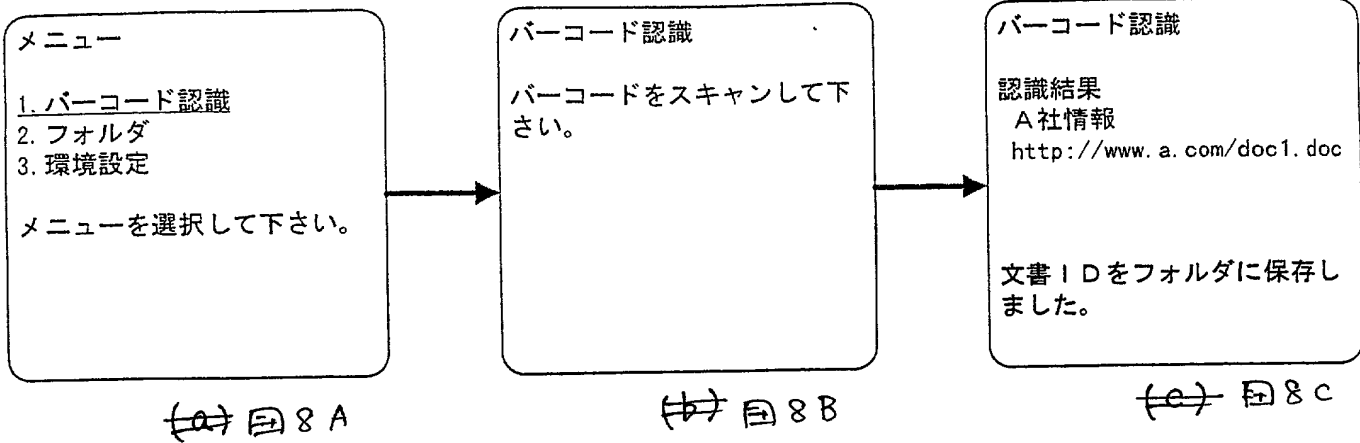 メニュー
1. バーコード認識
2. フォルダ
3. 環境設定
メニューを選択して下さい。
(a) 図8A
バーコード認識
バーコードをスキャンして下
さい。
(b) 図8B
バーコード認識
認識結果
A社情報
http://www.a.com/doc1.doc
文書IDをフォルダに保存し
ました。
(c) 図8C